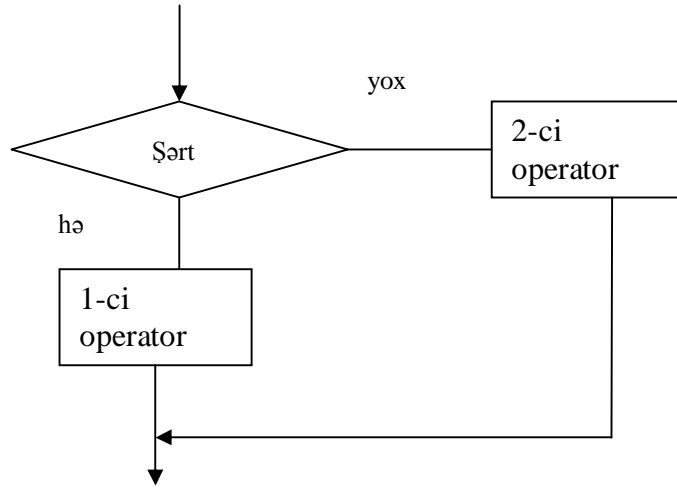 yox
2-ci
operator
Şərt
hə
1-ci
operator